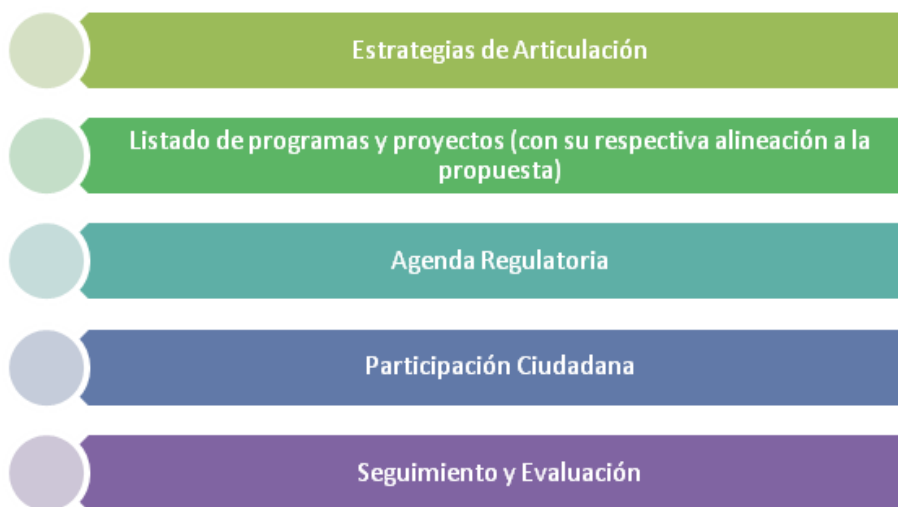 Estrategias de Articulación
Listado de programas y proyectos (con su respectiva alineación a la
propuesta)
Agenda Regulatoria
Participación Ciudadana
Seguimiento y Evaluación